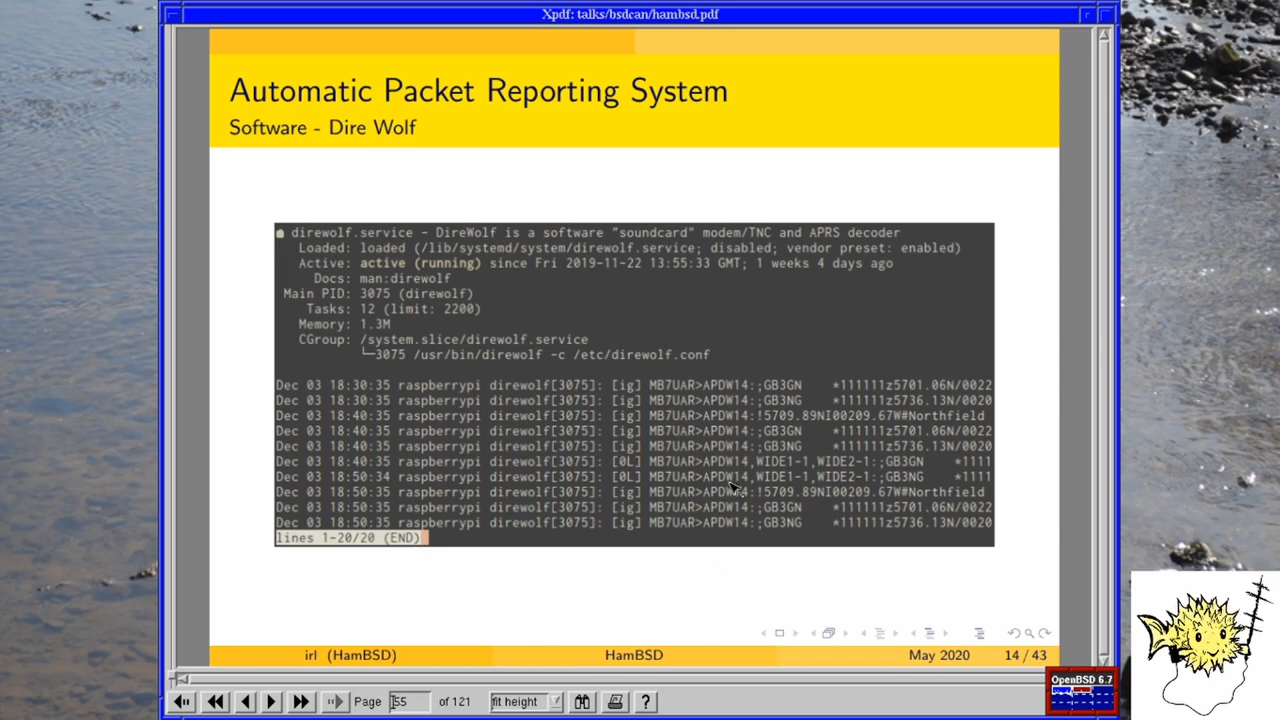 Xpdf: talks/bsdcan/hambsd.pdf
Automatic Packet Reporting System
Software - Dire Wolf
direwolf.service - DireWolf is a software "soundcard" modem/TNC and APRS decoder
Loaded: loaded (/lib/systemd/system/direwolf.service; disabled; vendor preset: enabled)
Active: active (running) since Fri 2019-11-22 13:55:33 GMT; 1 weeks 4 days ago
Docs: man:direwolf
Main PID: 3075 (direwolf)
Tasks: 12 (limit: 2200)
Memory: 1.3M
CGroup: /system.slice/direwolf.service
└─3075 /usr/bin/direwolf -c /etc/direwolf.conf
Dec 03 18:30:35 raspberrypi direwolf[3075]: [ig] MB7UAR>APDW14:;GB3GN    *111111z5701.06N/0022
Dec 03 18:30:35 raspberrypi direwolf[3075]: [ig] MB7UAR>APDW14:;GB3NG    *111111z5736.13N/0020
Dec 03 18:40:35 raspberrypi direwolf[3075]: [ig] MB7UAR>APDW14:!5709.89NI00209.67W#Northfield
Dec 03 18:40:35 raspberrypi direwolf[3075]: [ig] MB7UAR>APDW14:;GB3GN    *111111z5701.06N/0022
Dec 03 18:40:35 raspberrypi direwolf[3075]: [ig] MB7UAR>APDW14:;GB3NG    *111111z5736.13N/0020
Dec 03 18:40:35 raspberrypi direwolf[3075]: [0L] MB7UAR>APDW14,WIDE1-1,WIDE2-1:;GB3GN    *1111
Dec 03 18:50:34 raspberrypi direwolf[3075]: [0L] MB7UAR>APDW14,WIDE1-1,WIDE2-1:;GB3NG    *1111
Dec 03 18:50:35 raspberrypi direwolf[3075]: [ig] MB7UAR>APDW14:!5709.89NI00209.67W#Northfield
Dec 03 18:50:35 raspberrypi direwolf[3075]: [ig] MB7UAR>APDW14:;GB3GN    *111111z5701.06N/0022
Dec 03 18:50:35 raspberrypi direwolf[3075]: [ig] MB7UAR>APDW14:;GB3NG    *111111z5736.13N/0020
lines 1-20/20 (END)
irl (HamBSD) HamBSD May 2020 14 / 43
Page 55 of 121 fit height ?
OpenBSD 6.7